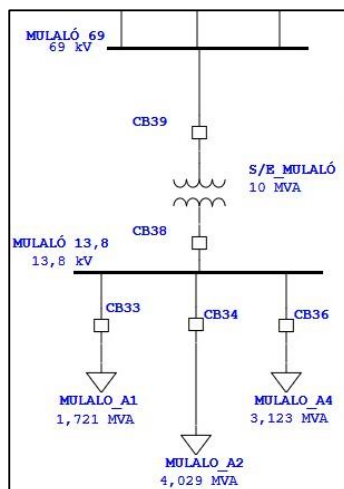 MULALÓ 69
69 kV
CB39
S/E_MULALÓ
10 MVA
CB38
MULALÓ 13,8
13,8 kV
CB33
CB34
CB36
MULALO_A1
1,721 MVA
MULALO_A4
3,123 MVA
MULALO_A2
4,029 MVA